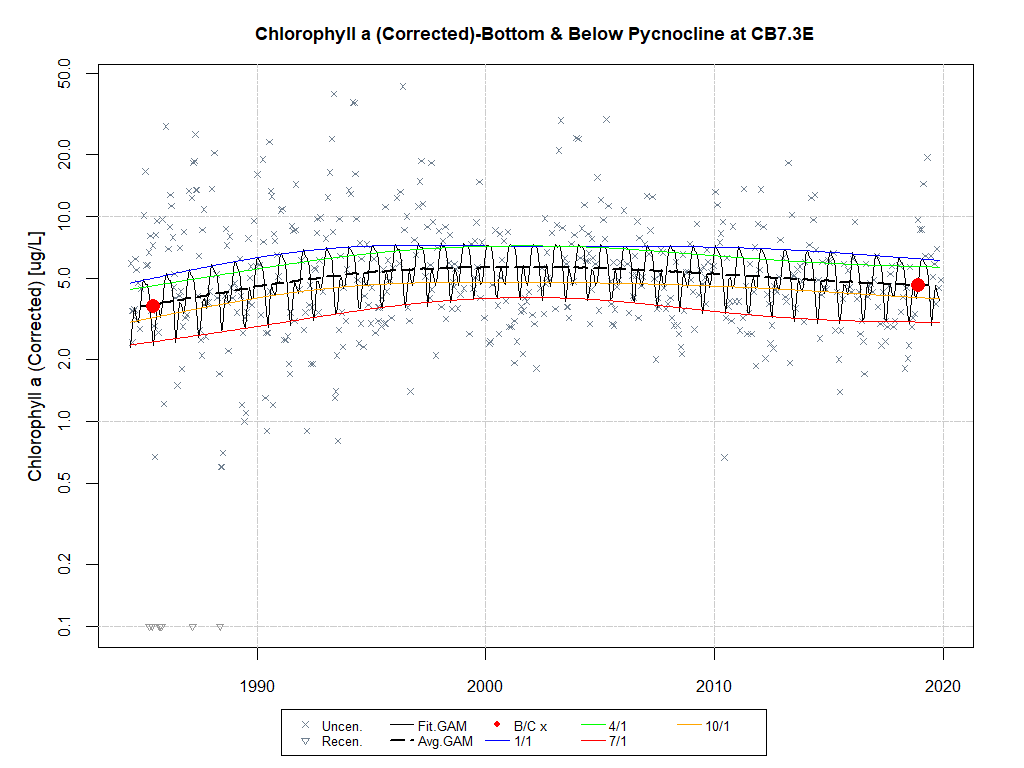 Chlorophyll a (Corrected)-Bottom & Below Pycnocline at CB7.3E
Chlorophyll a (Corrected) [ug/L]
50.0
20.0
10.0
5.0
2.0
1.0
0.5
0.2
0.1
1990 2000 2010 2020
Uncen. Fit.GAM B/C x 4/1 10/1
Recen. Avg.GAM 1/1 7/1